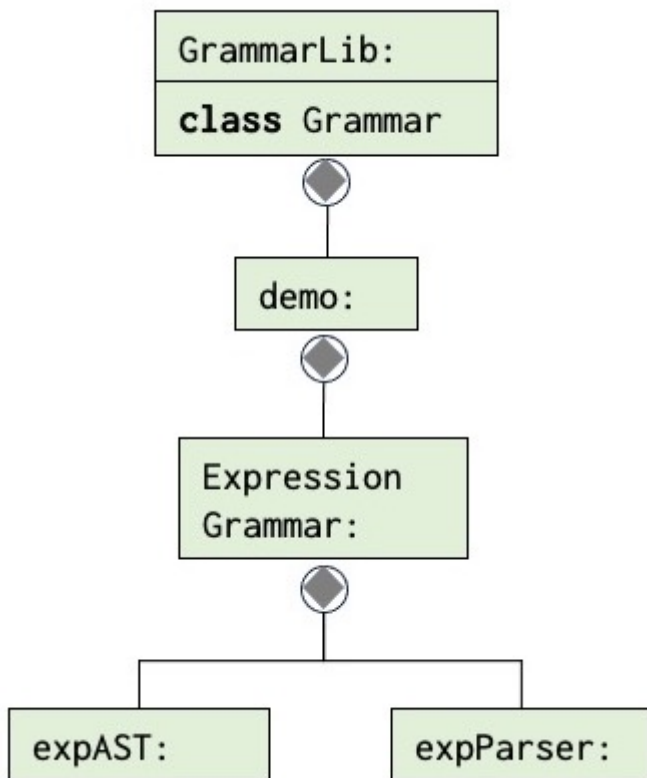 GrammarLib:
class Grammar
demo:
Expression
Grammar:
expAST:
expParser: